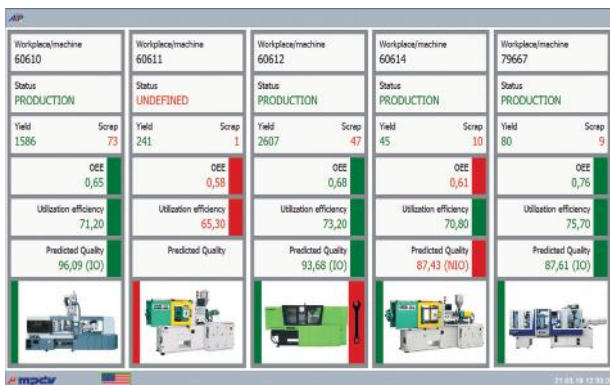 AIP
Workplace/machine
60610
Status
PRODUCTION
Yield Scrap
1586 73
OEE
0,65
Utilization efficiency
71,20
Predicted Quality
96,09 (IO)
Workplace/machine
60611
Status
UNDEFINED
Yield Scrap
241 1
OEE
0,58
Utilization efficiency
65,30
Predicted Quality
Workplace/machine
60612
Status
PRODUCTION
Yield Scrap
2607 47
OEE
0,68
Utilization efficiency
73,20
Predicted Quality
93,68 (IO)
Workplace/machine
60614
Status
PRODUCTION
Yield Scrap
45 10
OEE
0,61
Utilization efficiency
70,80
Predicted Quality
87,43 (NIO)
Workplace/machine
79667
Status
PRODUCTION
Yield Scrap
80 9
OEE
0,76
Utilization efficiency
75,70
Predicted Quality
87,61 (IO)
mpdv